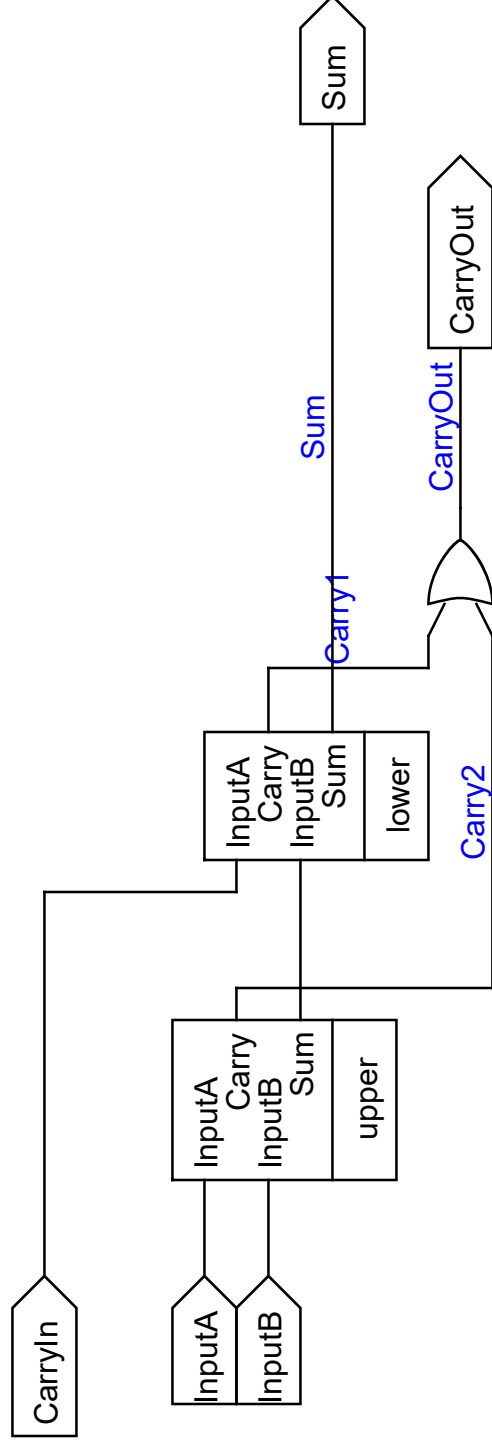 CarryIn
InputA
InputB
InputA
Carry
InputB
Sum
upper
InputA
Carry
InputB
Sum
lower
Carry1
Carry2
Sum
CarryOut
Sum
CarryOut